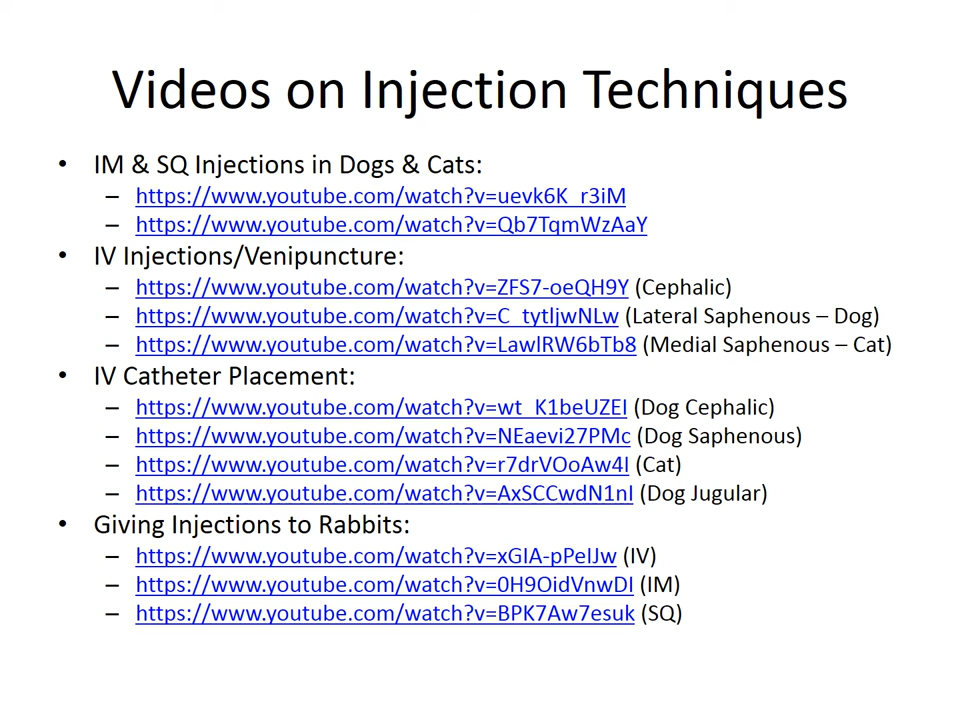 Videos on Injection Techniques
• IM & SQ Injections in Dogs & Cats:
– https://www.youtube.com/watch?v=uevk6K_r3iM
– https://www.youtube.com/watch?v=Qb7TqmWzAaY
• IV Injections/Venipuncture:
– https://www.youtube.com/watch?v=ZFS7-oeQH9Y (Cephalic)
– https://www.youtube.com/watch?v=C_tytljwNLw (Lateral Saphenous – Dog)
– https://www.youtube.com/watch?v=LawlRW6bTb8 (Medial Saphenous – Cat)
• IV Catheter Placement:
– https://www.youtube.com/watch?v=wt_K1beUZEI (Dog Cephalic)
– https://www.youtube.com/watch?v=NEaevi27PMc (Dog Saphenous)
– https://www.youtube.com/watch?v=r7drVOoAw4I (Cat)
– https://www.youtube.com/watch?v=AxSCCwdN1nI (Dog Jugular)
• Giving Injections to Rabbits:
– https://www.youtube.com/watch?v=xGIA-pPeIJw (IV)
– https://www.youtube.com/watch?v=0H9OidVnwDI (IM)
– https://www.youtube.com/watch?v=BPK7Aw7esuk (SQ)